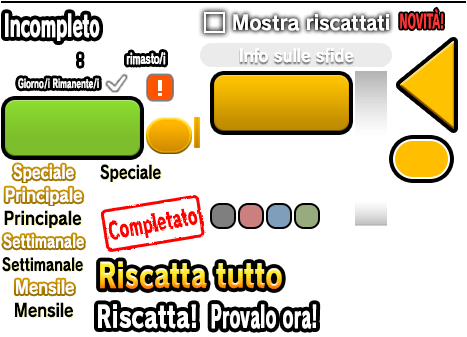 Incompleto
Mostra riscattati
NOVITÀ!
8
rimasto/i
Info sulle sfide
Giorno/i Rimanente/i
!
Speciale
Speciale
Principale
Principale
Completato
Settimanale
Settimanale
Mensile
Riscatta tutto
Mensile
Riscatta!
Provalo ora!